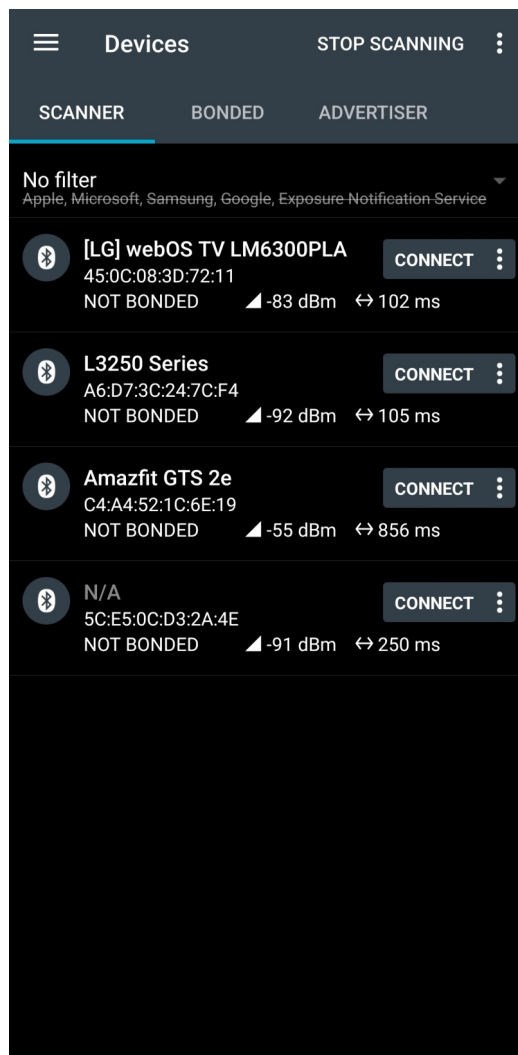 Devices STOP SCANNING
SCANNER BONDED ADVERTISER
No filter
Apple, Microsoft, Samsung, Google, Exposure Notification Service
[LG] webOS TV LM6300PLA CONNECT
45:0C:08:3D:72:11
NOT BONDED -83 dBm 102 ms
L3250 Series CONNECT
A6:D7:3C:24:7C:F4
NOT BONDED -92 dBm 105 ms
Amazfit GTS 2e CONNECT
C4:A4:52:1C:6E:19
NOT BONDED -55 dBm 856 ms
N/A CONNECT
5C:E5:0C:D3:2A:4E
NOT BONDED -91 dBm 250 ms